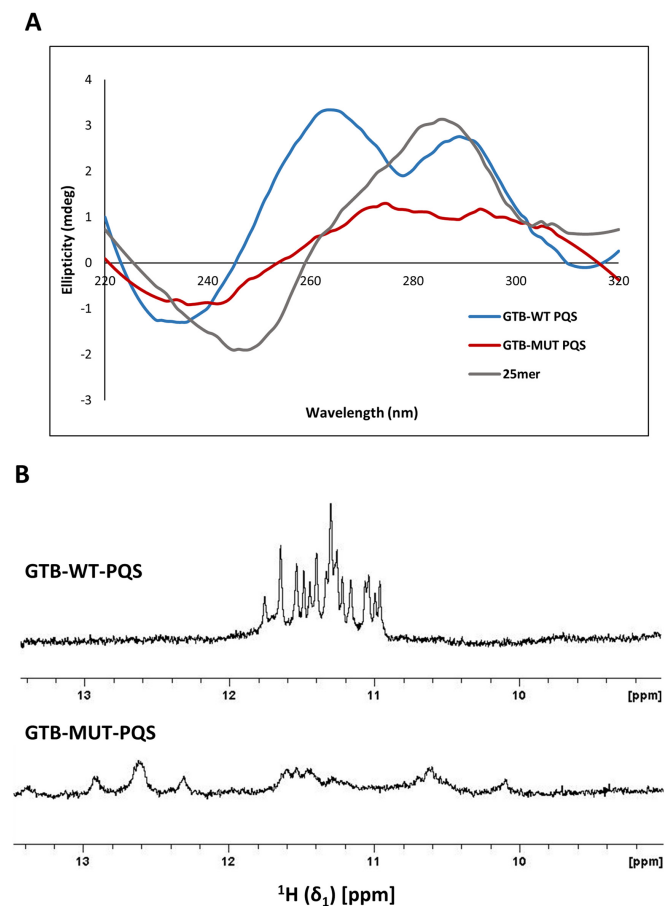 A
4
3
2
1
0
-1
-2
-3
Ellipticity (mdeg)
220 240 260 280 300 320
GTB-WT PQS
GTB-MUT PQS
25mer
Wavelength (nm)
B
GTB-WT-PQS
13 12 11 10 [ppm]
GTB-MUT-PQS
13 12 11 10 [ppm]
¹H (δ₁) [ppm]